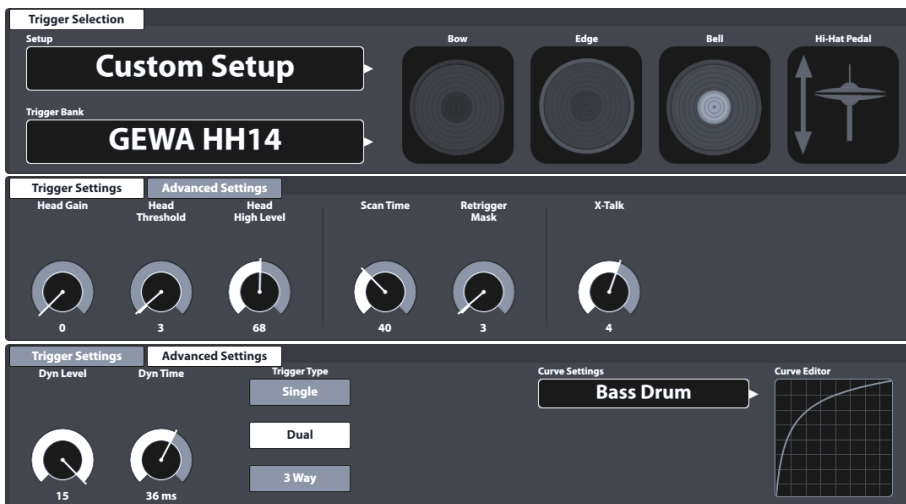 Trigger Selection
Setup
Custom Setup
Trigger Bank
GEWA HH14
Bow
Edge
Bell
Hi-Hat Pedal
Trigger Settings
Advanced Settings
Head Gain
Head
Threshold
Head
High Level
Scan Time
Retrigger
Mask
X-Talk
0
3
68
40
3
4
Trigger Settings
Advanced Settings
Dyn Level
Dyn Time
Trigger Type
Single
Dual
3 Way
15
36 ms
Curve Settings
Bass Drum
Curve Editor